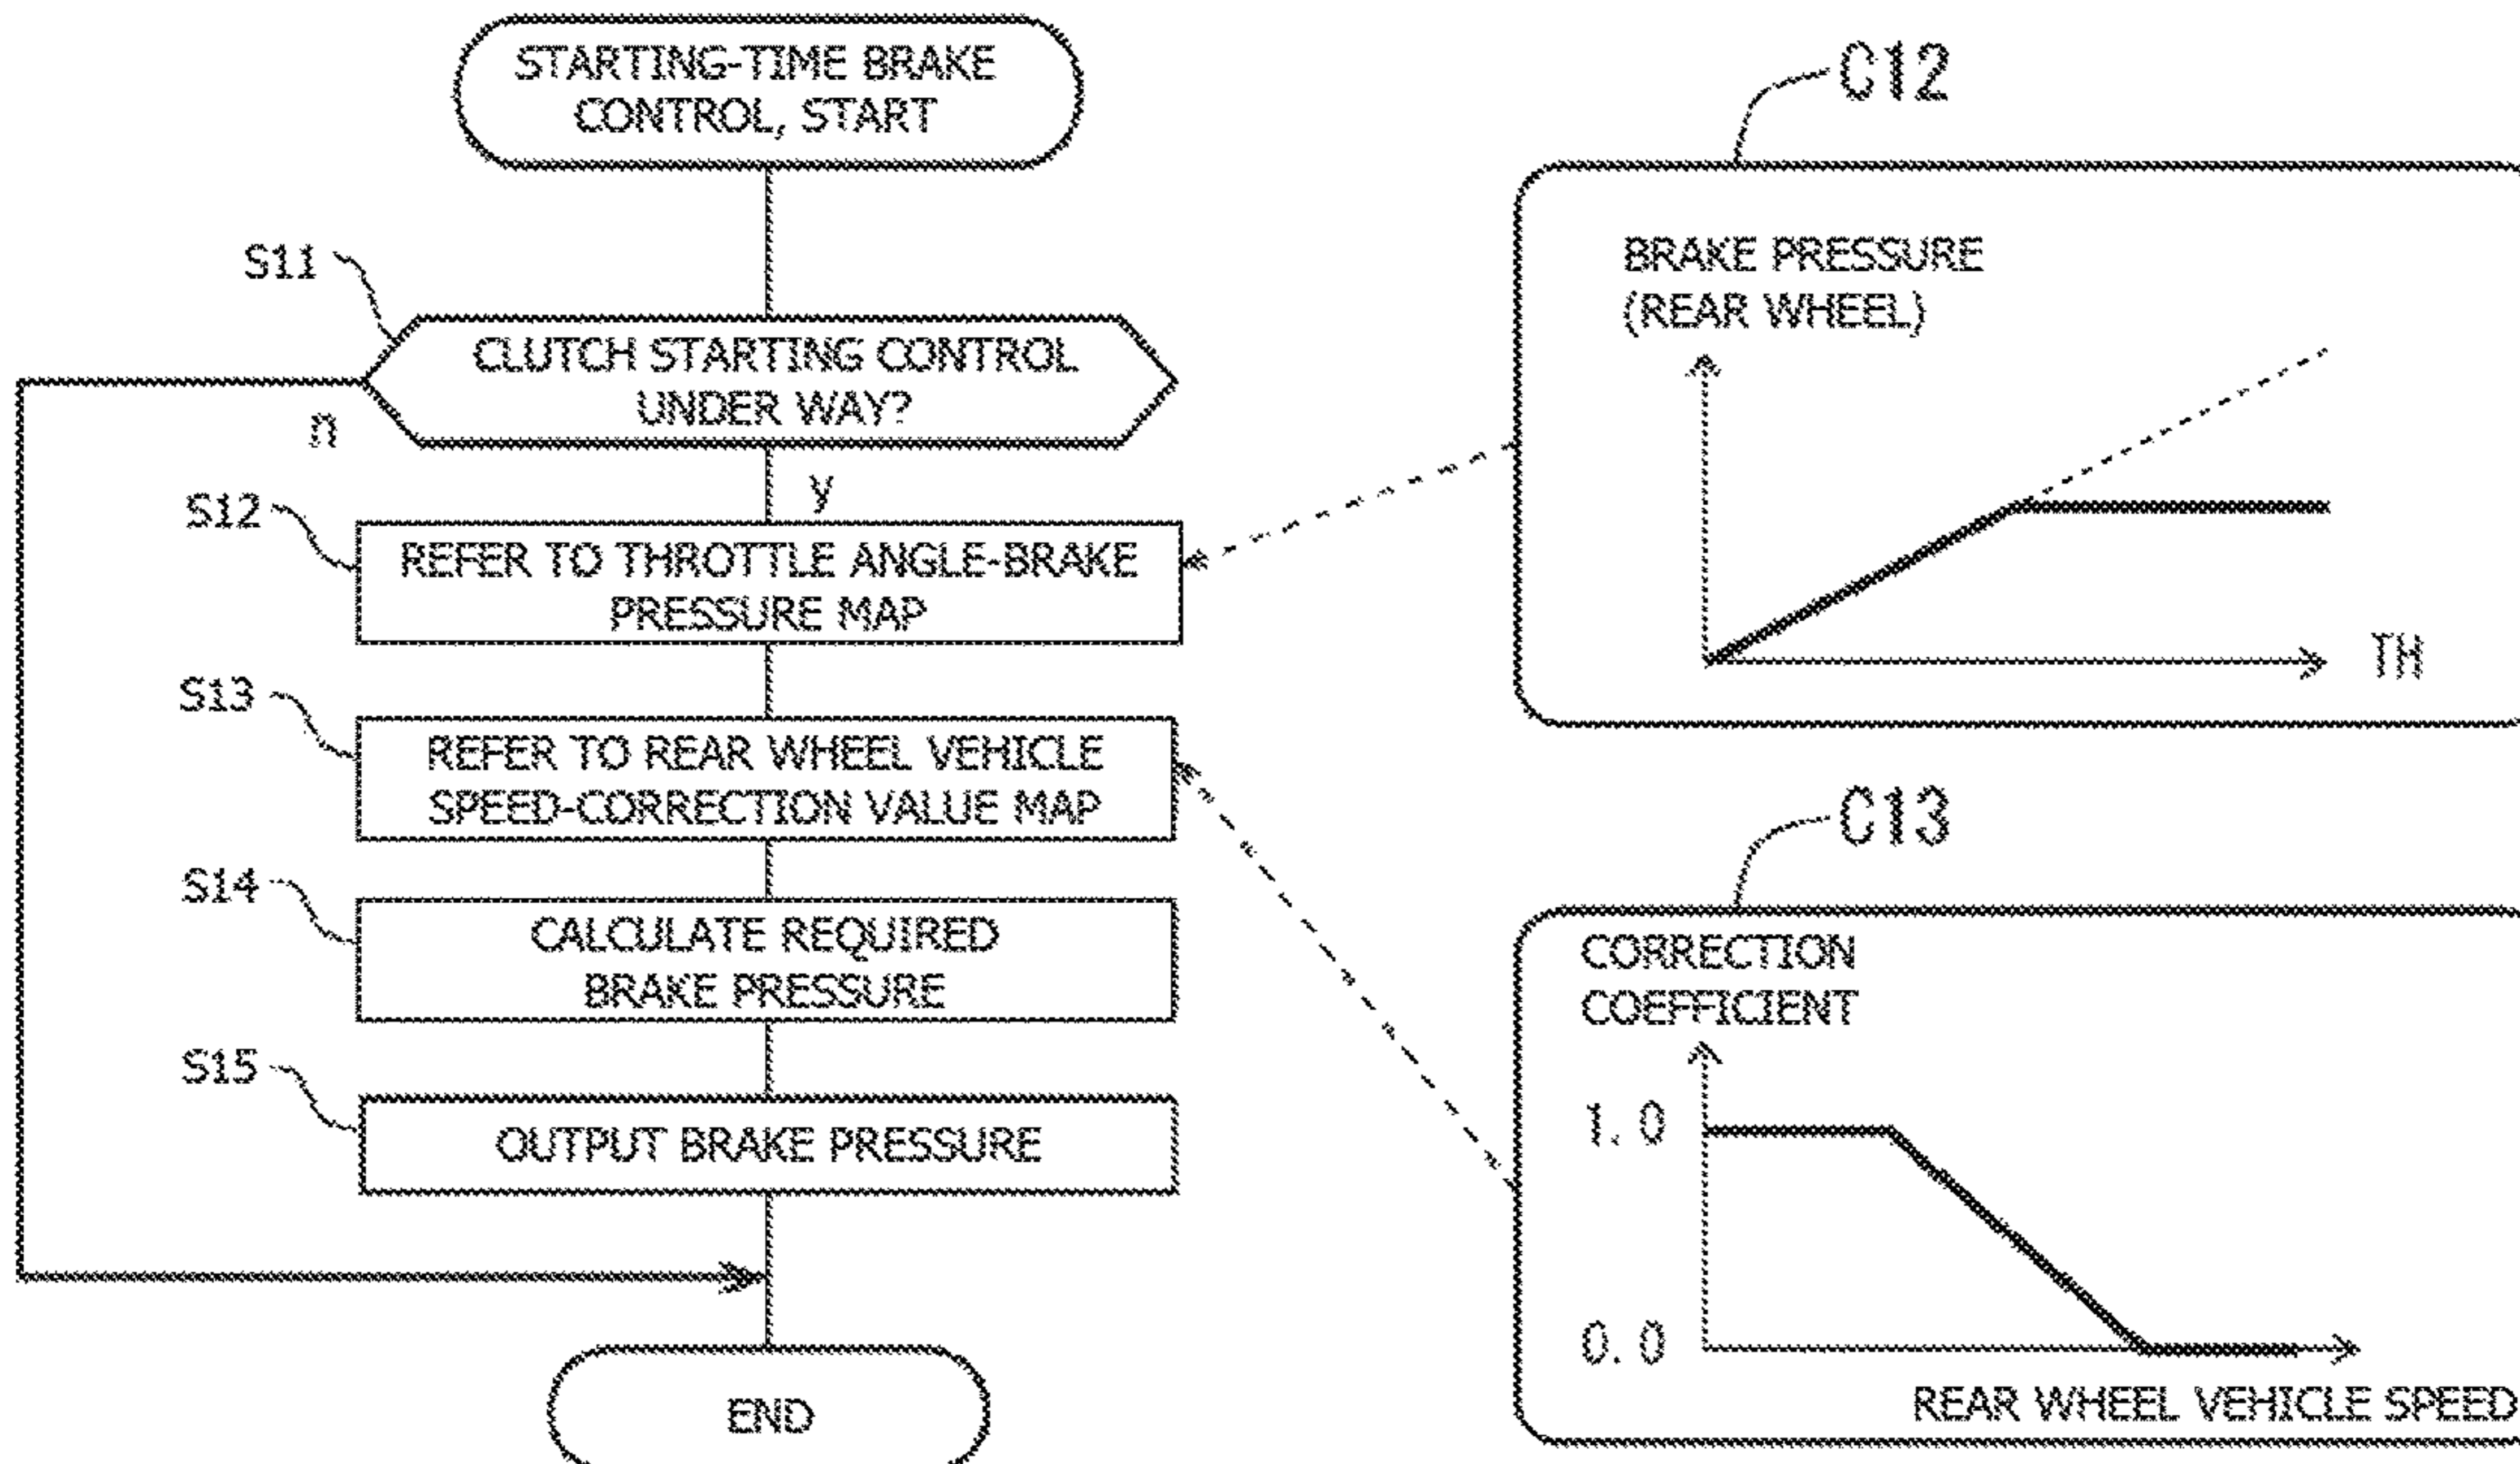 STARTING-TIME BRAKE
CONTROL, START
S11
CLUTCH STARTING CONTROL
UNDER WAY?
n
y
S12
REFER TO THROTTLE ANGLE-BRAKE
PRESSURE MAP
S13
REFER TO REAR WHEEL VEHICLE
SPEED-CORRECTION VALUE MAP
S14
CALCULATE REQUIRED
BRAKE PRESSURE
S15
OUTPUT BRAKE PRESSURE
END
C12
BRAKE PRESSURE
(REAR WHEEL)
TH
C13
CORRECTION
COEFFICIENT
1.0
0.0
REAR WHEEL VEHICLE SPEED